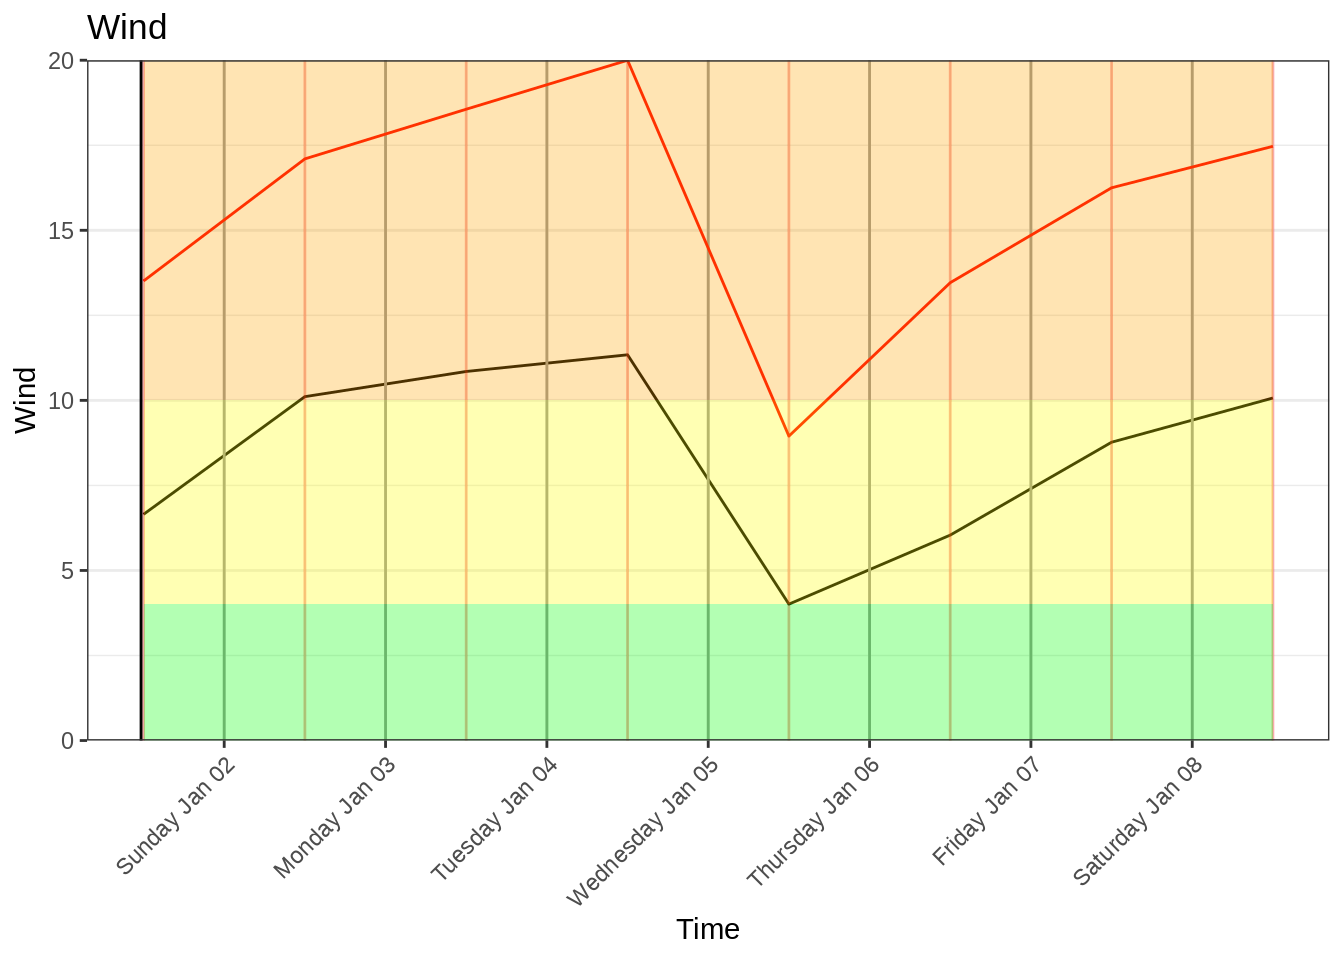 Wind
20
15
10
5
0
Wind
Sunday Jan 02
Monday Jan 03
Tuesday Jan 04
Wednesday Jan 05
Thursday Jan 06
Friday Jan 07
Saturday Jan 08
Time